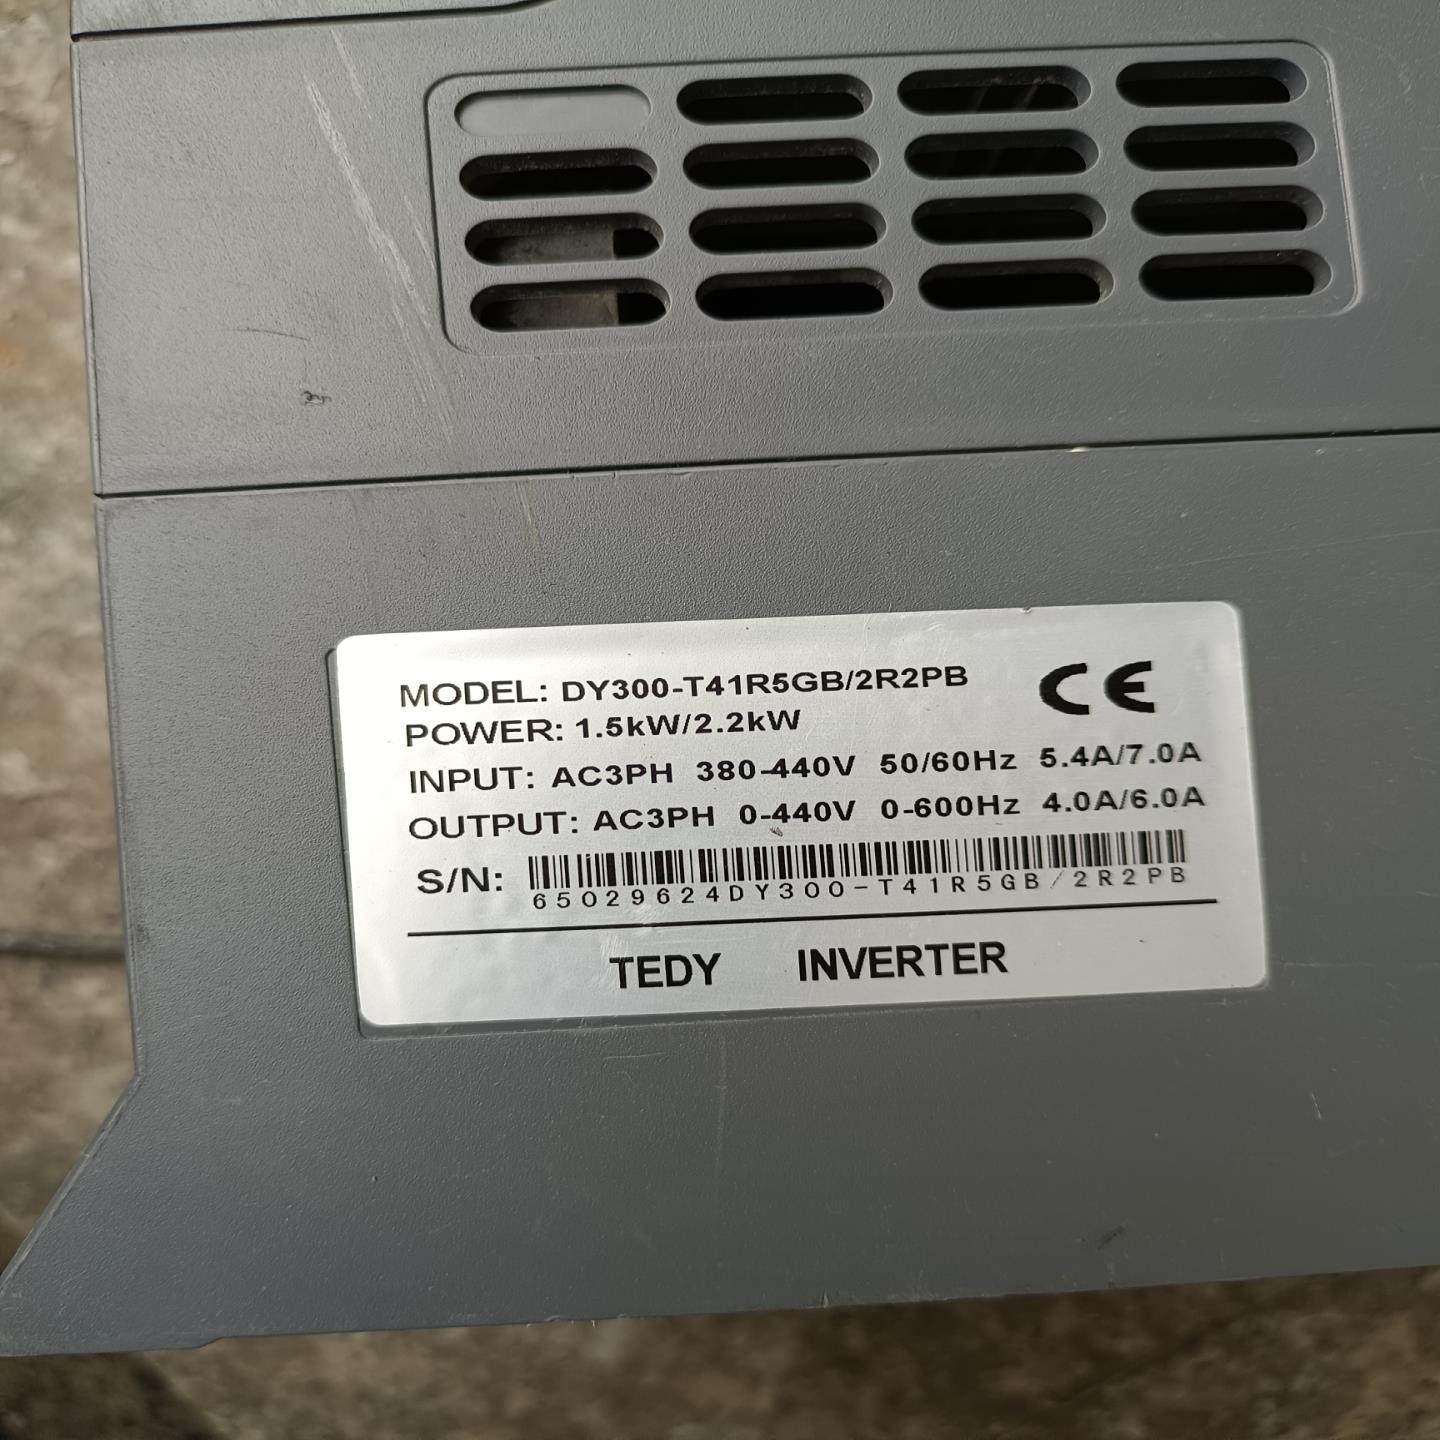 MODEL: DY300-T41R5GB/2R2PB CE
POWER: 1.5kW/2.2kW
INPUT: AC3PH 380-440V 50/60Hz 5.4A/7.0A
OUTPUT: AC3PH 0-440V 0-600Hz 4.0A/6.0A
S/N:
65029624DY300-T41R5GB/2R2PB
TEDY INVERTER